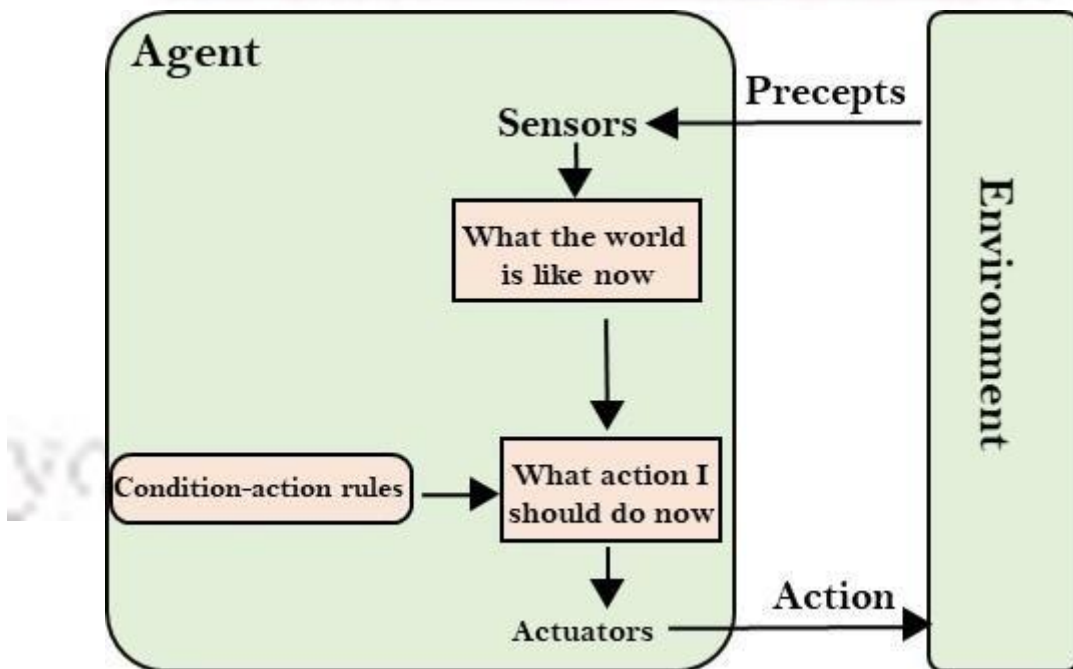 Agent
Precepts
Sensors
What the world
is like now
Environment
Condition-action rules
What action I
should do now
Action
Actuators